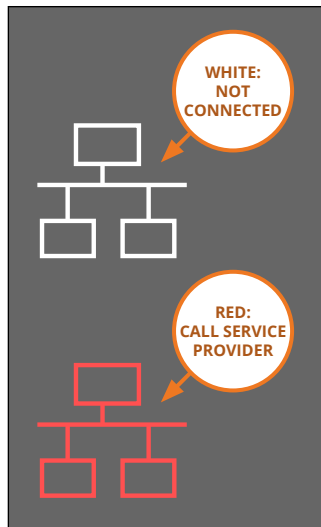 WHITE:
NOT
CONNECTED
RED:
CALL SERVICE
PROVIDER